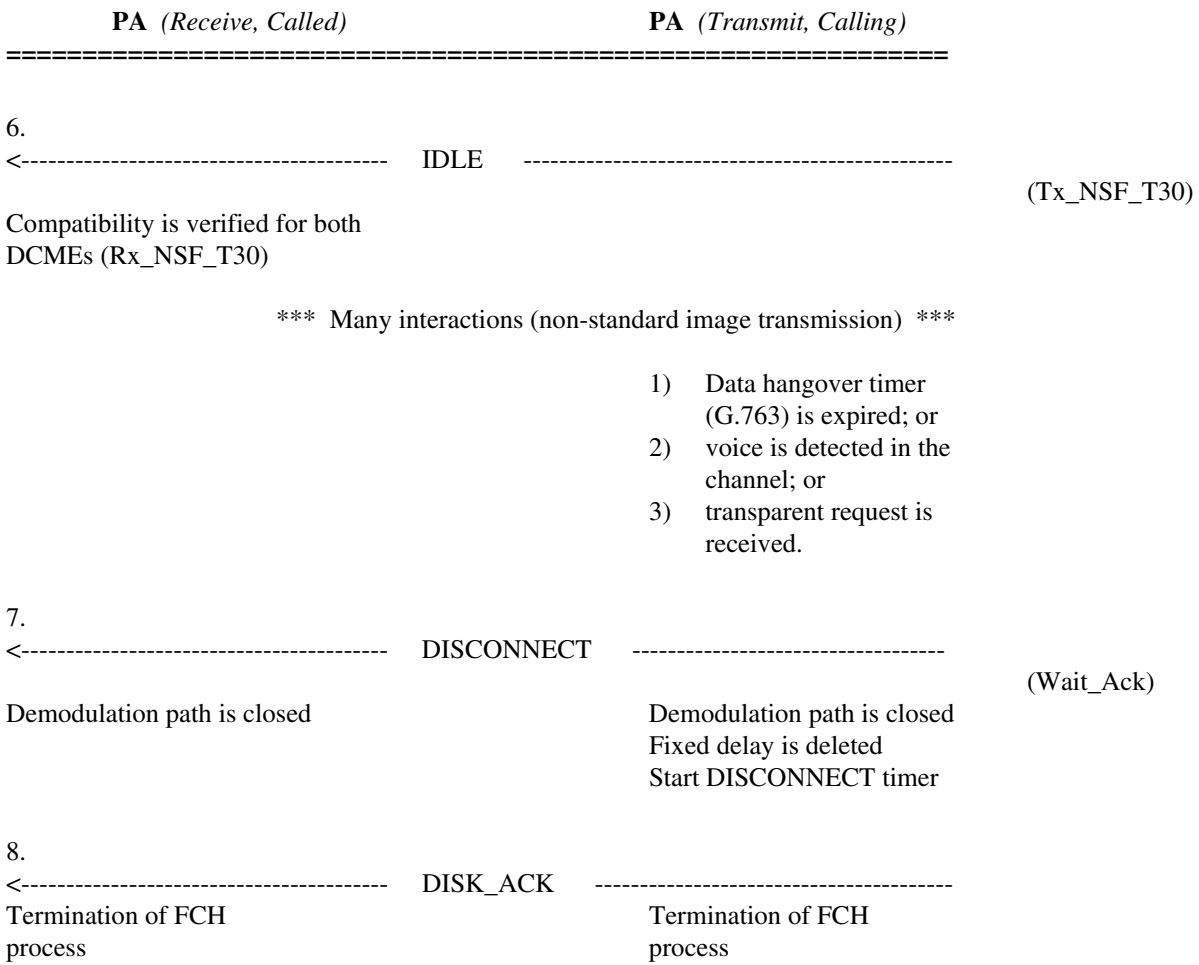 PA (Receive, Called) PA (Transmit, Calling)
===============================================================
6.
<----------------------------------------- IDLE ------------------------------------------------
(Tx_NSF_T30)
Compatibility is verified for both
DCMEs (Rx_NSF_T30)
*** Many interactions (non-standard image transmission) ***
1) Data hangover timer
(G.763) is expired; or
2) voice is detected in the
channel; or
3) transparent request is
received.
7.
<----------------------------------------- DISCONNECT -----------------------------------
(Wait_Ack)
Demodulation path is closed Demodulation path is closed
Fixed delay is deleted
Start DISCONNECT timer
8.
<----------------------------------------- DISK_ACK ----------------------------------------
Termination of FCH Termination of FCH
process process